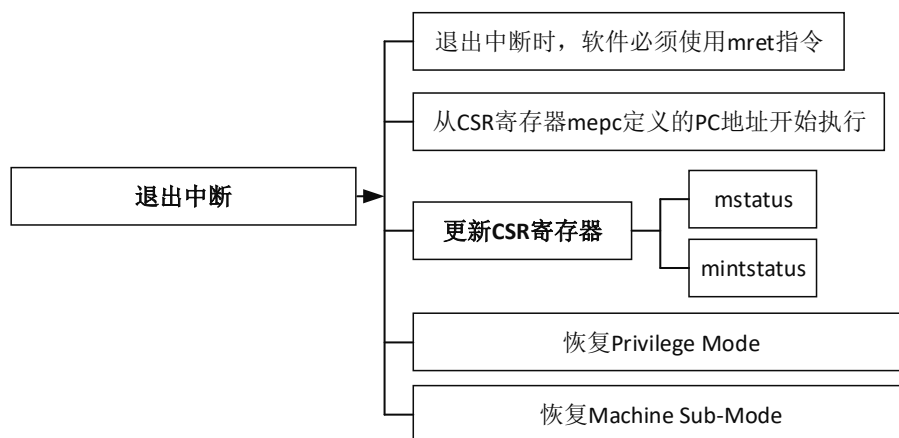 退出中断时，软件必须使用mret指令
从CSR寄存器mepc定义的PC地址开始执行
退出中断
更新CSR寄存器
mstatus
mintstatus
恢复Privilege Mode
恢复Machine Sub-Mode